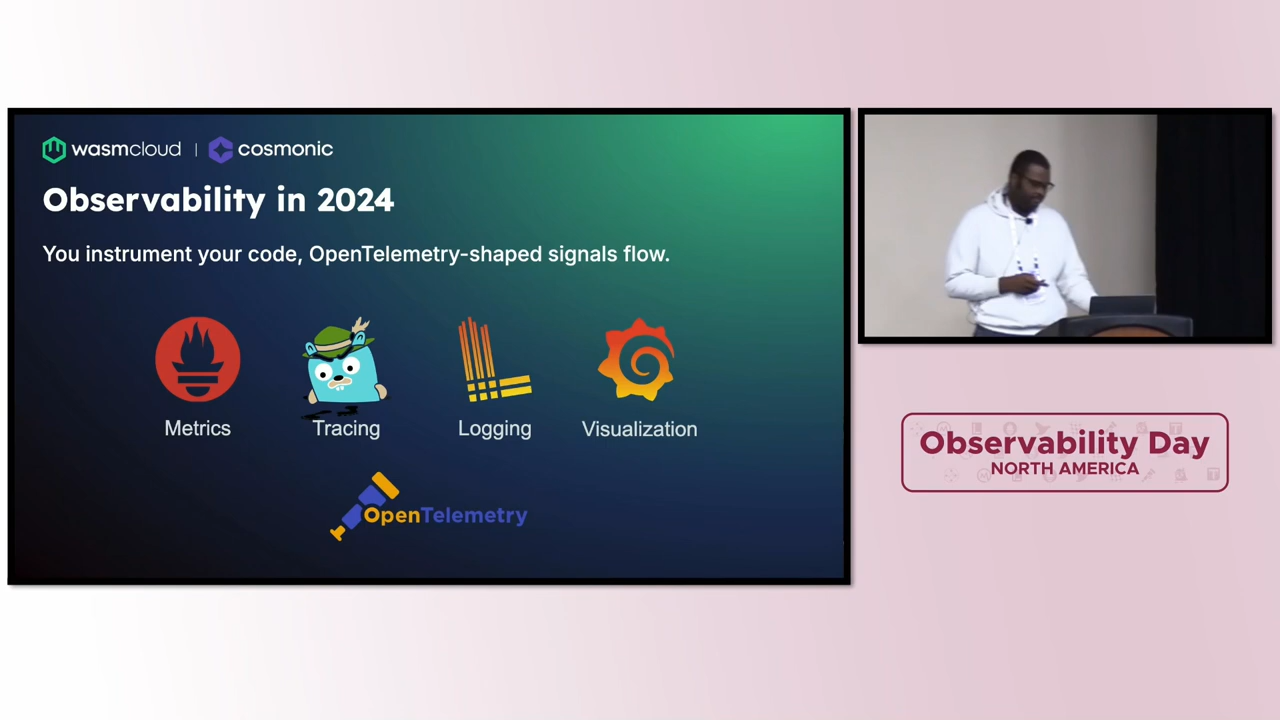 wasmcloud | cosmonic
Observability in 2024
You instrument your code, OpenTelemetry-shaped signals flow.
Metrics
Tracing
Logging
Visualization
OpenTelemetry
Observability Day
NORTH AMERICA